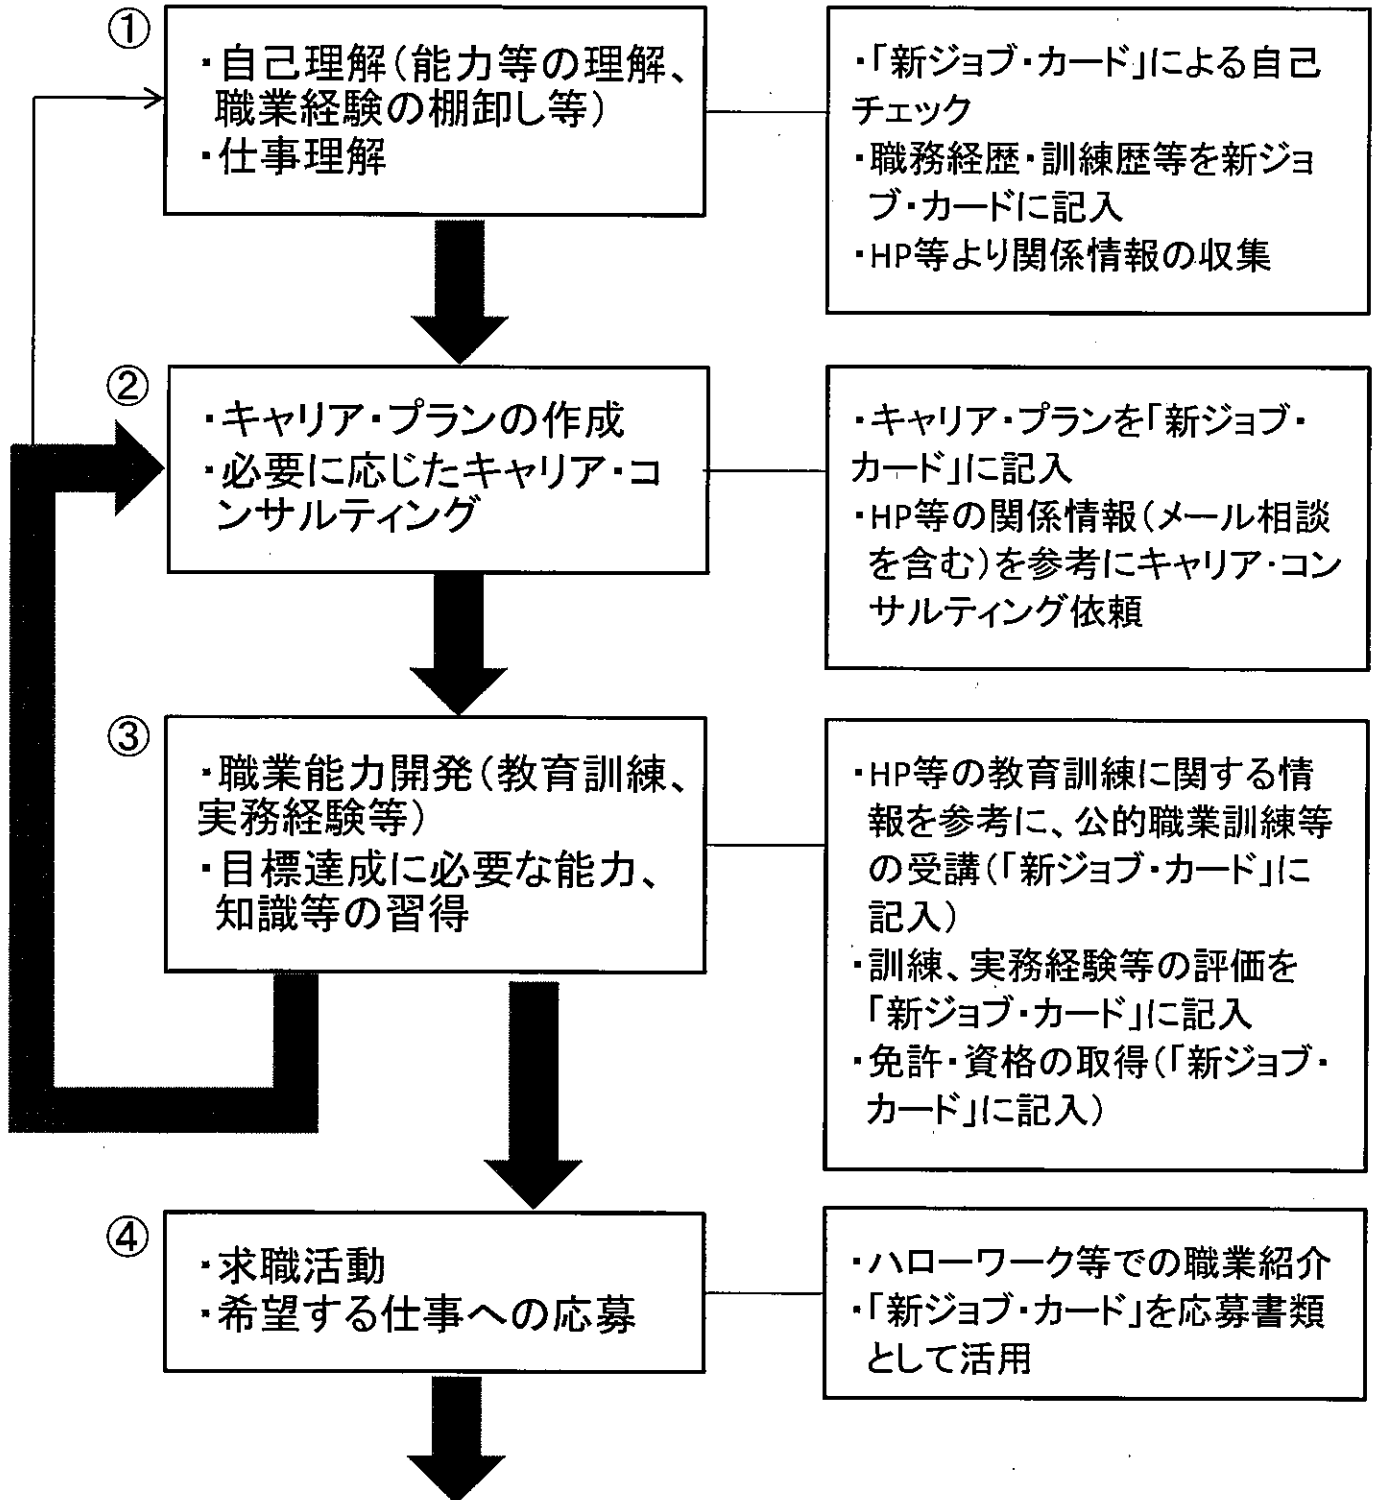 ①
・自己理解（能力等の理解、
職業経験の棚卸し等）
・仕事理解
・「新ジョブ・カード」による自己
チェック
・職務経歴・訓練歴等を新ジョ
ブ・カードに記入
・HP等より関係情報の収集
②
・キャリア・プランの作成
・必要に応じたキャリア・コ
ンサルティング
・キャリア・プランを「新ジョブ・
カード」に記入
・HP等の関係情報（メール相談
を含む）を参考にキャリア・コン
サルティング依頼
③
・職業能力開発（教育訓練、
実務経験等）
・目標達成に必要な能力、
知識等の習得
・HP等の教育訓練に関する情
報を参考に、公的職業訓練等
の受講（「新ジョブ・カード」に
記入）
・訓練、実務経験等の評価を
「新ジョブ・カード」に記入
・免許・資格の取得（「新ジョブ・
カード」に記入）
④
・求職活動
・希望する仕事への応募
・ハローワーク等での職業紹介
・「新ジョブ・カード」を応募書類
として活用